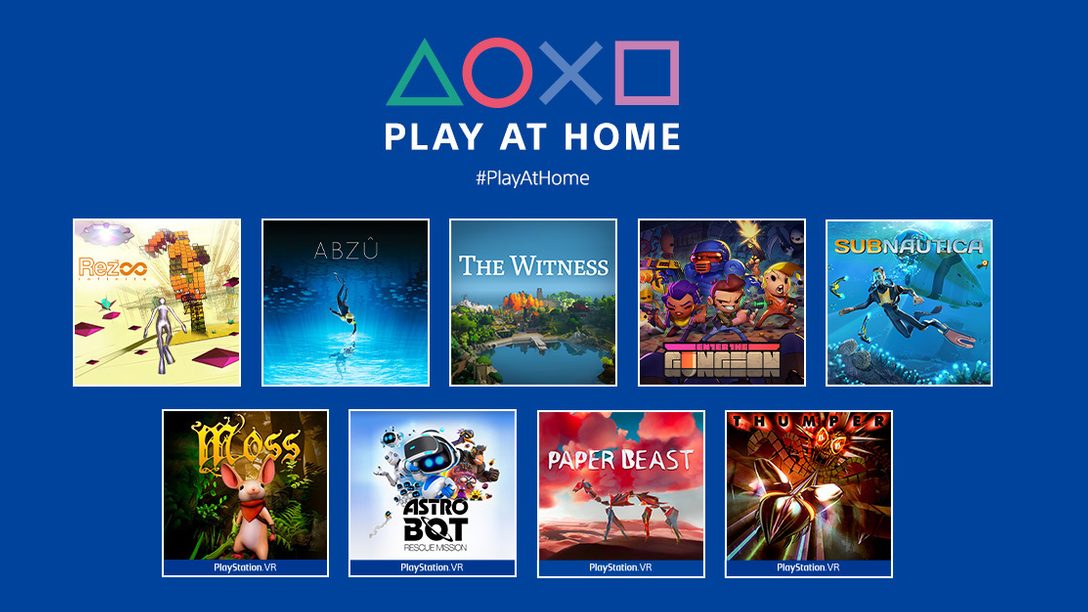 PLAY AT HOME
#PlayAtHome
Rez∞
infinite
ABZÛ
THE WITNESS
ENTER THE
GUNGEON
SUBNAUTICA
Moss
PlayStation.VR
ASTRO
BOT
RESCUE MISSION
PlayStation.VR
PAPER BEAST
PlayStation.VR
THUMPER
PlayStation.VR